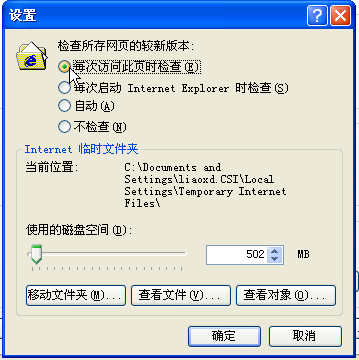 设置
检查所存网页的较新版本:
每次访问此页时检查(E)
每次启动 Internet Explorer 时检查(S)
自动(A)
不检查(N)
Internet 临时文件夹
当前位置: C:\Documents and
Settings\liaoxd.CSI\Local
Settings\Temporary Internet
Files\
使用的磁盘空间(D):
502 MB
移动文件夹(M)... 查看文件(V)... 查看对象(O)...
确定 取消